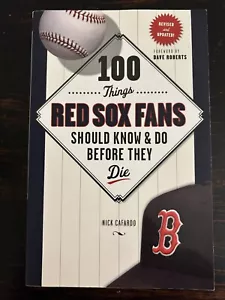 REVISED
and
UPDATED!
FOREWORD BY
DAVE ROBERTS
100
Things
RED SOX FANS
SHOULD KNOW & DO
BEFORE THEY
Die
NICK CAFARDO
B